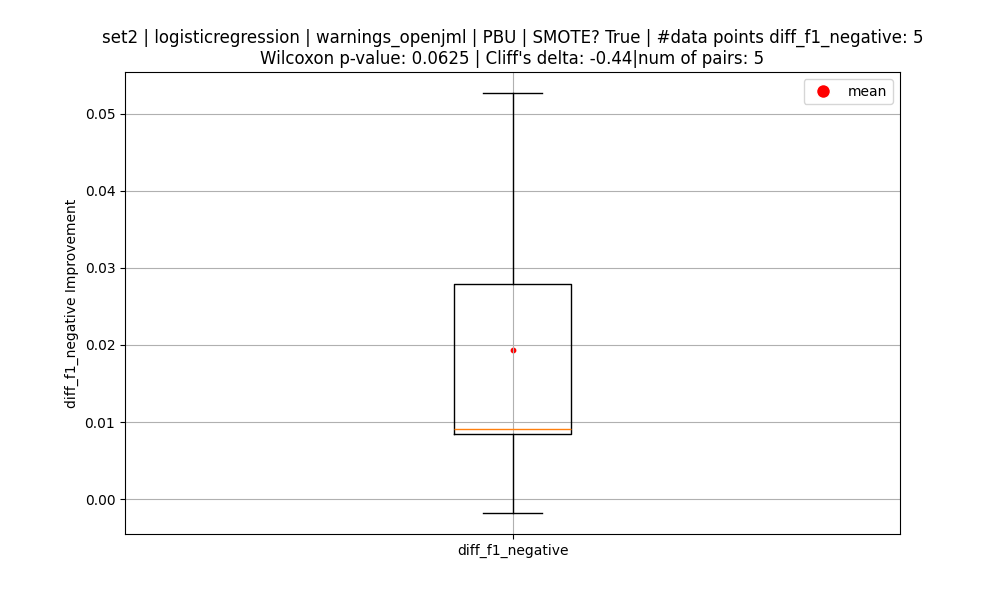 set2 | logisticregression | warnings_openjml | PBU | SMOTE? True | #data points diff_f1_negative: 5
Wilcoxon p-value: 0.0625 | Cliff's delta: -0.44|num of pairs: 5
mean
0.05
0.04
0.03
0.02
0.01
0.00
diff_f1_negative Improvement
diff_f1_negative